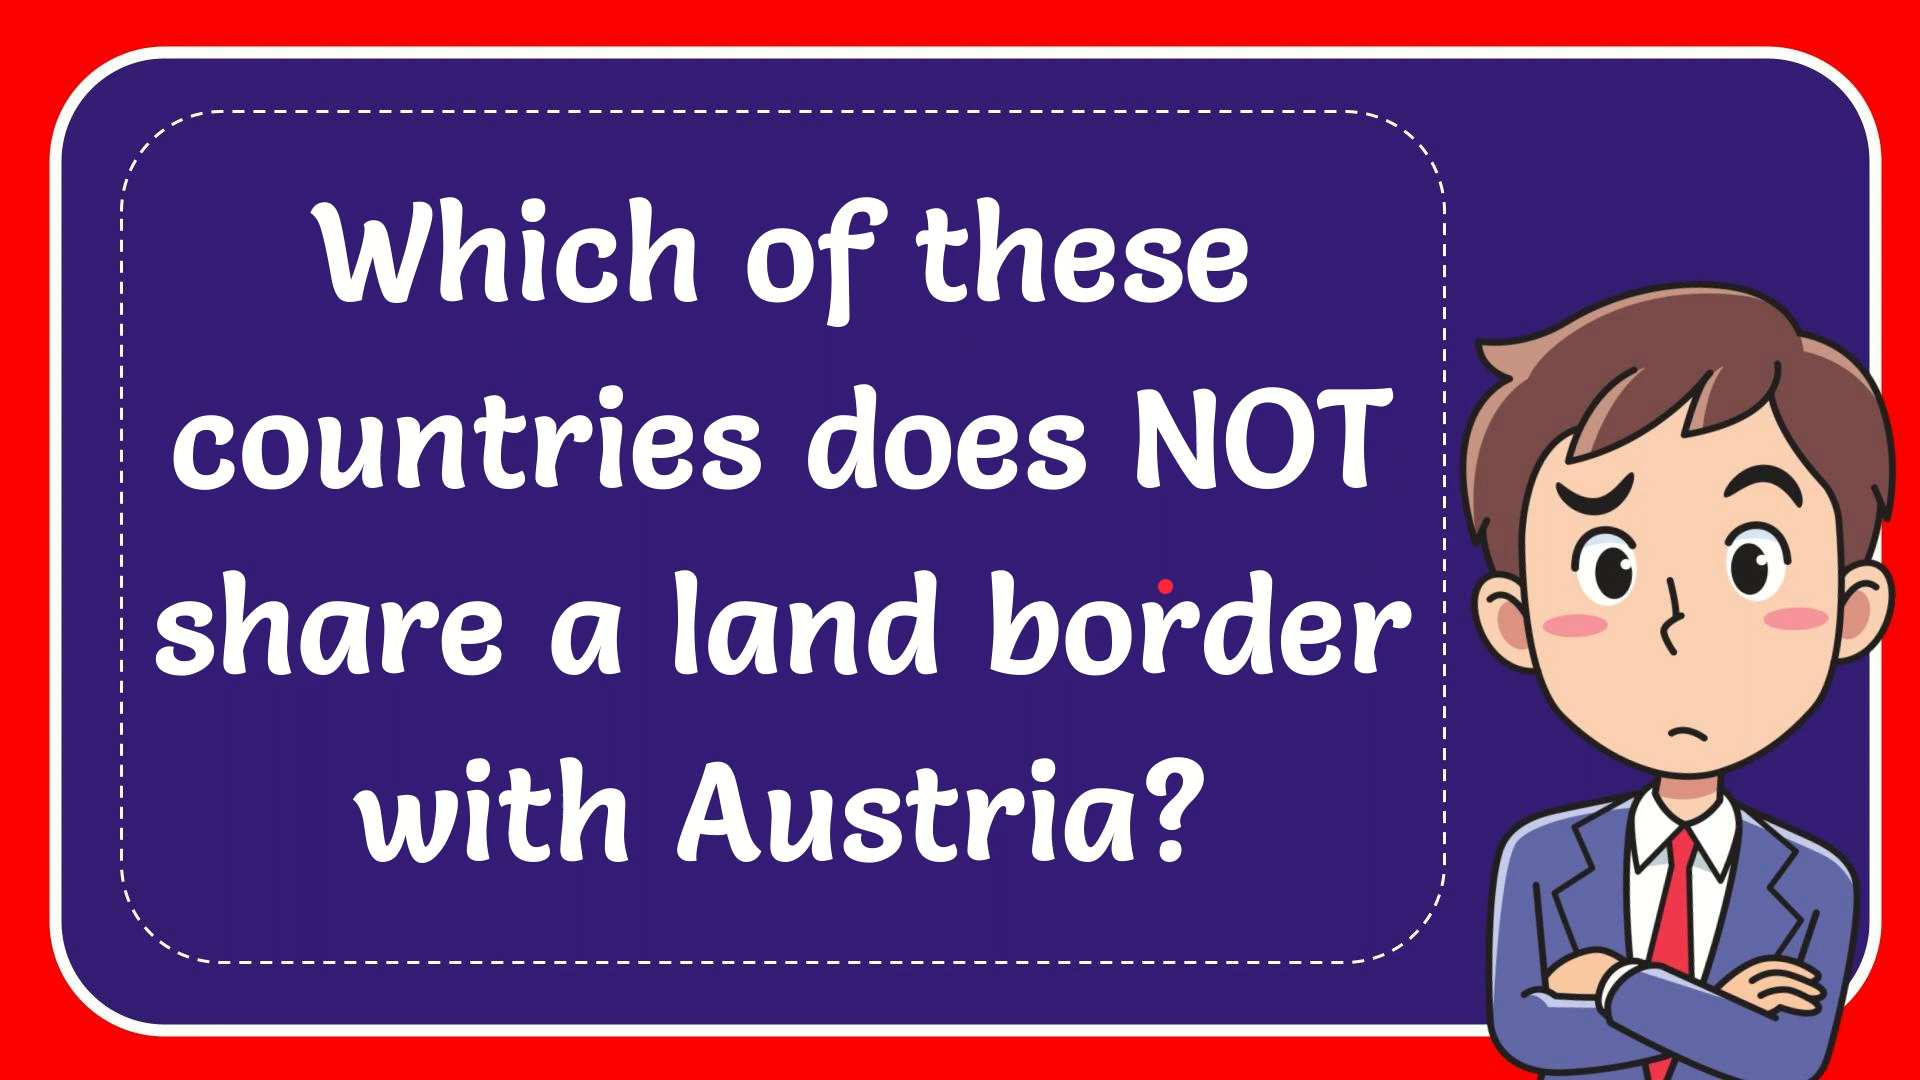 Which of these
countries does NOT
share a land border
with Austria?